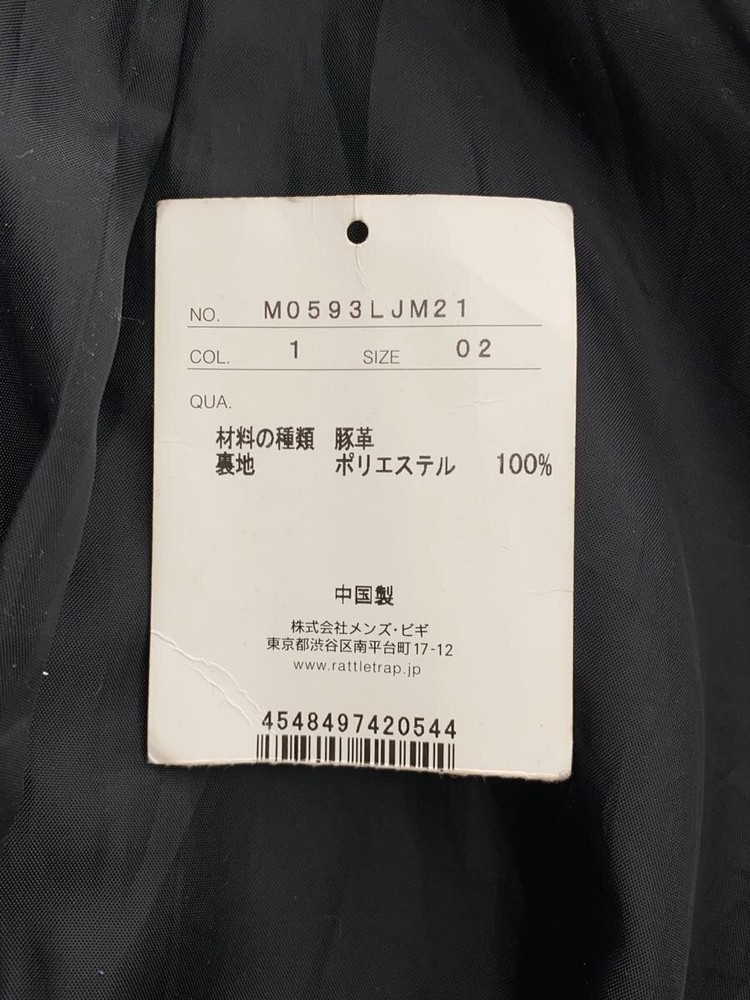 NO. M0593LJM21
COL. 1 SIZE 02
QUA.
材料の種類 豚革
裏地 ポリエステル 100%
中国製
株式会社メンズ・ビギ
東京都渋谷区南平台町17-12
www.rattletrap.jp
4548497420544